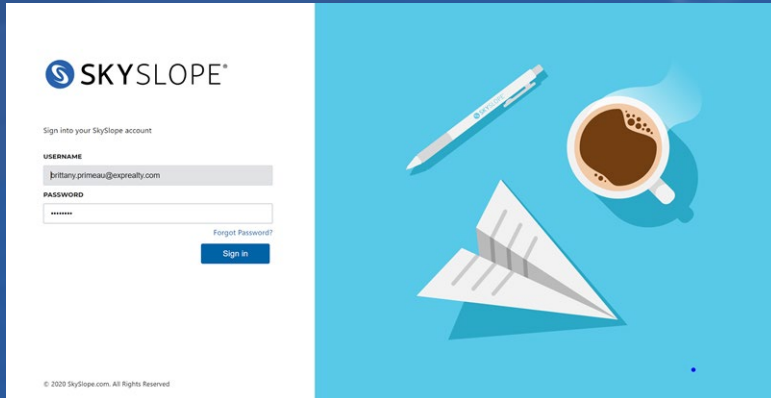 SKYSLOPE®
Sign into your SkySlope account
USERNAME
brittany.primeau@exprealty.com
PASSWORD
••••••••
Forgot Password?
Sign in
© 2020 SkySlope.com. All Rights Reserved
SKYSLOPE